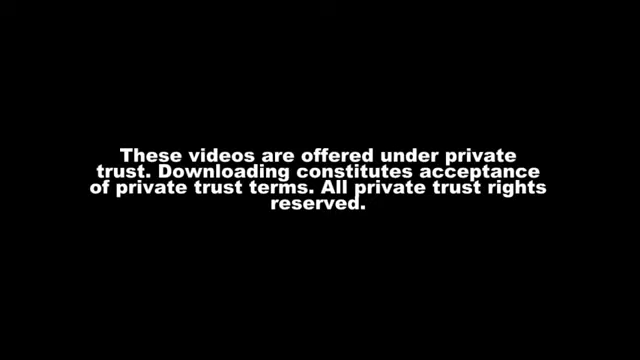 These videos are offered under private
trust. Downloading constitutes acceptance
of private trust terms. All private trust rights
reserved.